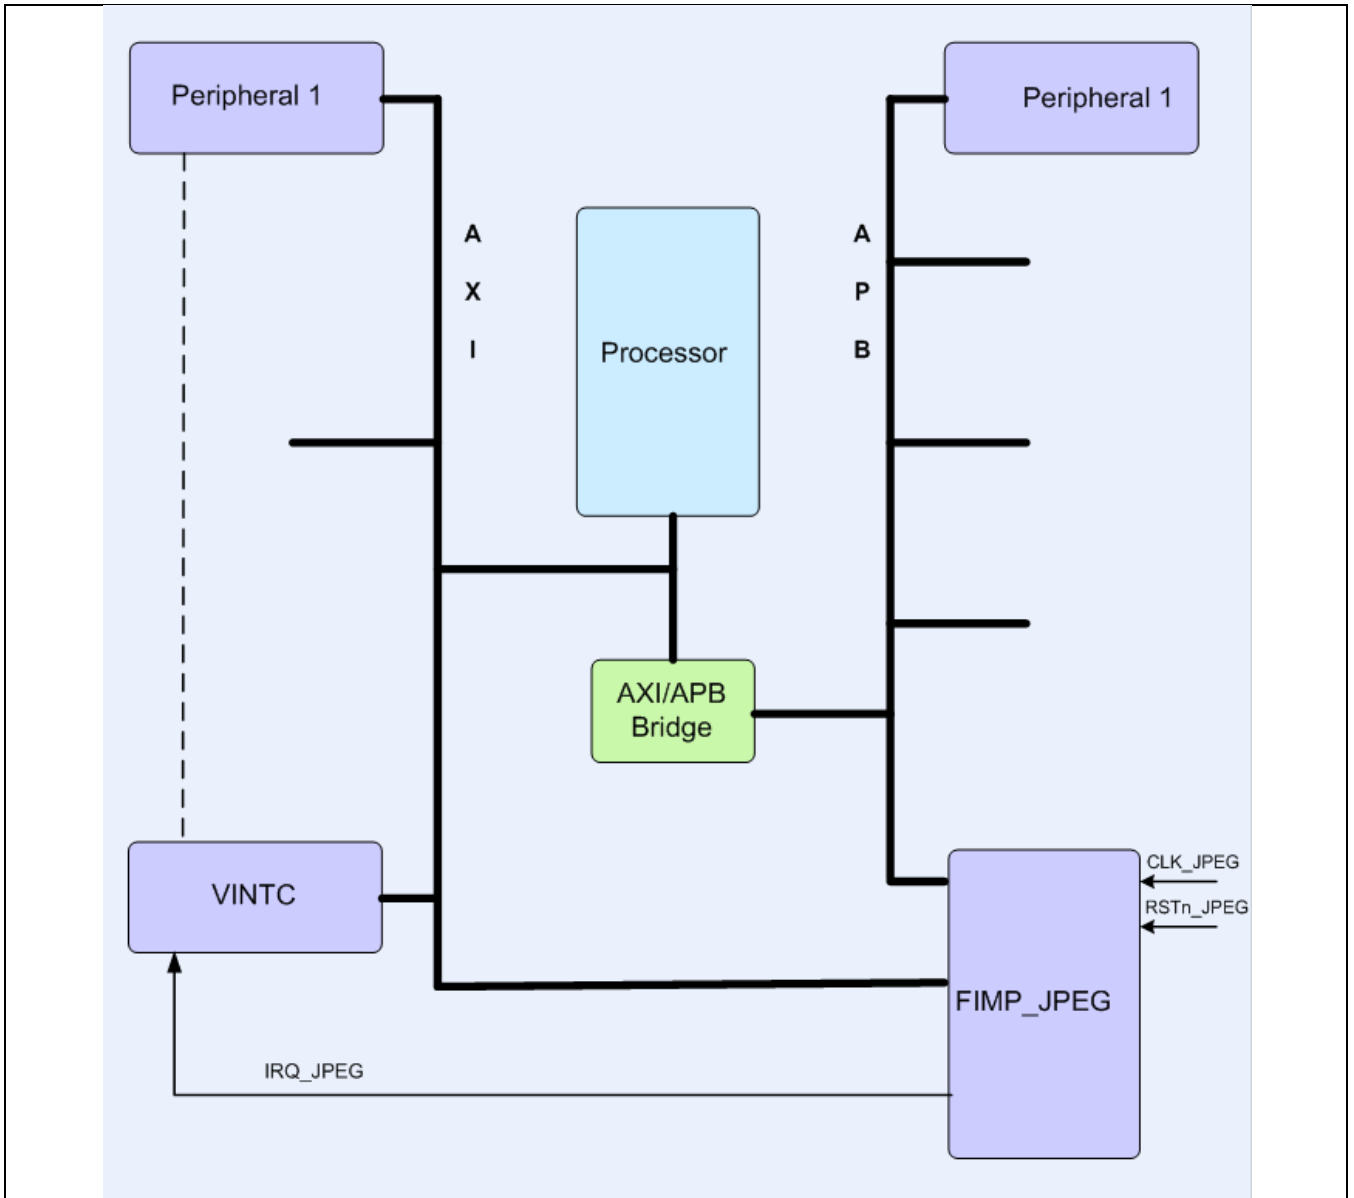 Peripheral 1
Peripheral 1
A
X
I
A
P
B
Processor
AXI/APB
Bridge
VINTC
CLK_JPEG
RSTn_JPEG
FIMP_JPEG
IRQ_JPEG